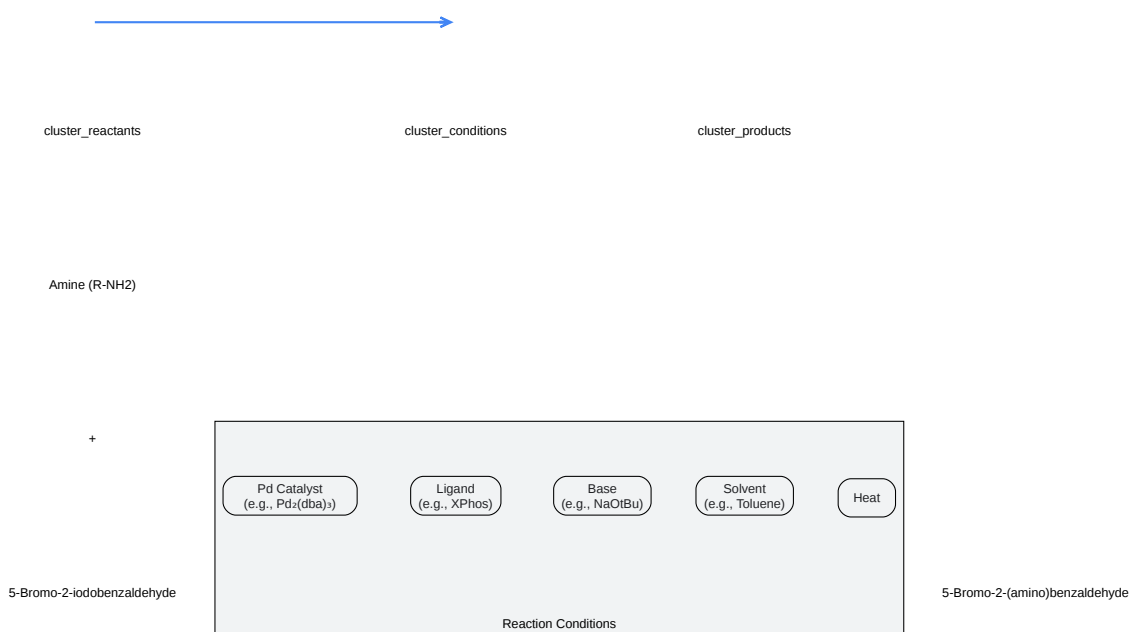 cluster_reactants
cluster_conditions
cluster_products
Amine (R-NH2)
+
Pd Catalyst
(e.g., Pd₂(dba)₃)
Ligand
(e.g., XPhos)
Base
(e.g., NaOtBu)
Solvent
(e.g., Toluene)
Heat
5-Bromo-2-iodobenzaldehyde
5-Bromo-2-(amino)benzaldehyde
Reaction Conditions